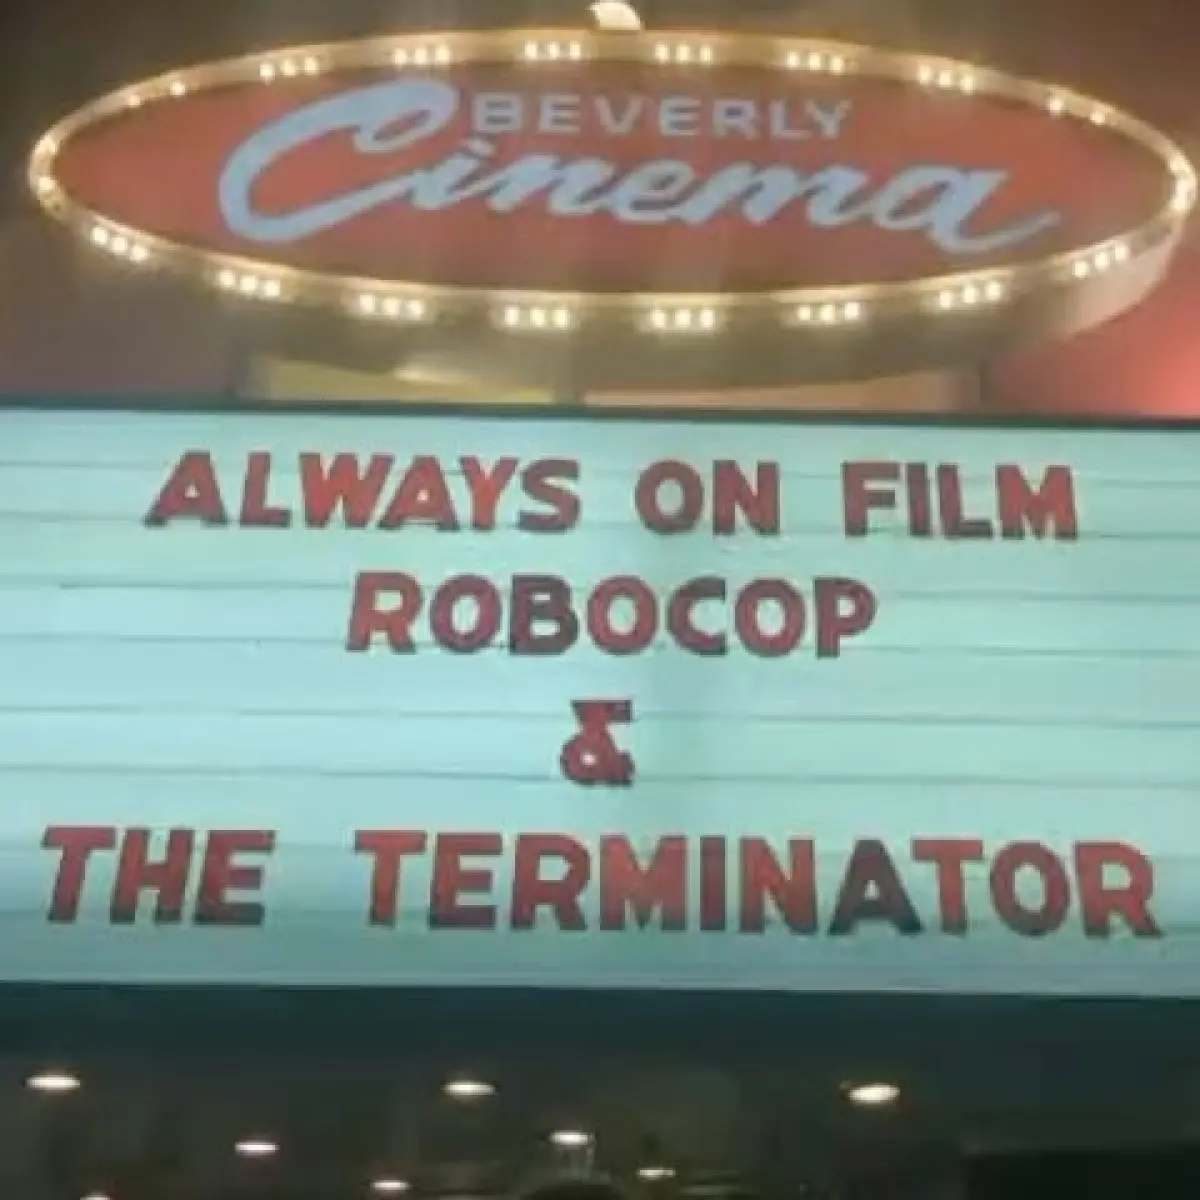 BEVERLY
Cinema
ALWAYS ON FILM
ROBOCOP
&
THE TERMINATOR